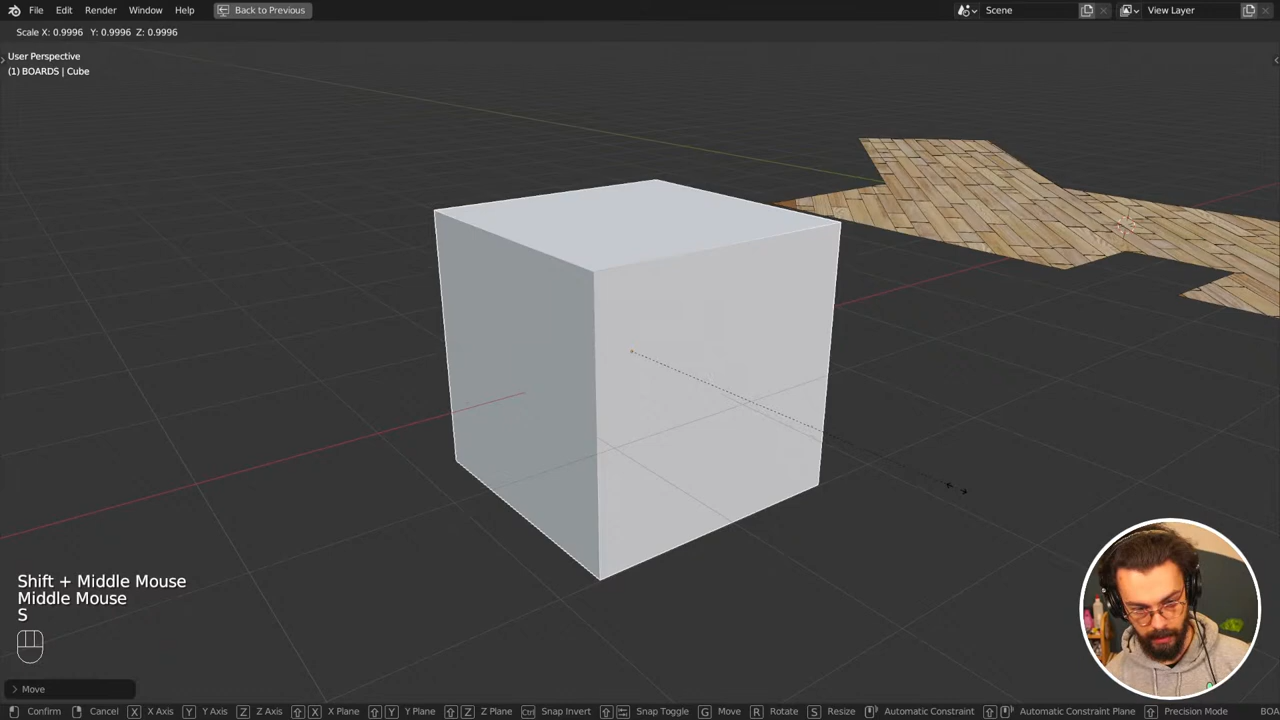 File Edit Render Window Help Back to Previous Scene View Layer
Scale X: 0.9996 Y: 0.9996 Z: 0.9996
User Perspective
(1) BOARDS | Cube
Shift + Middle Mouse
Middle Mouse
S
Move
Confirm Cancel X X Axis Y Y Axis Z Z Axis X X Plane Y Y Plane Z Z Plane Ctrl Snap Invert Snap Toggle G Move R Rotate S Resize Automatic Constraint Automatic Constraint Plane Precision Mode BOA